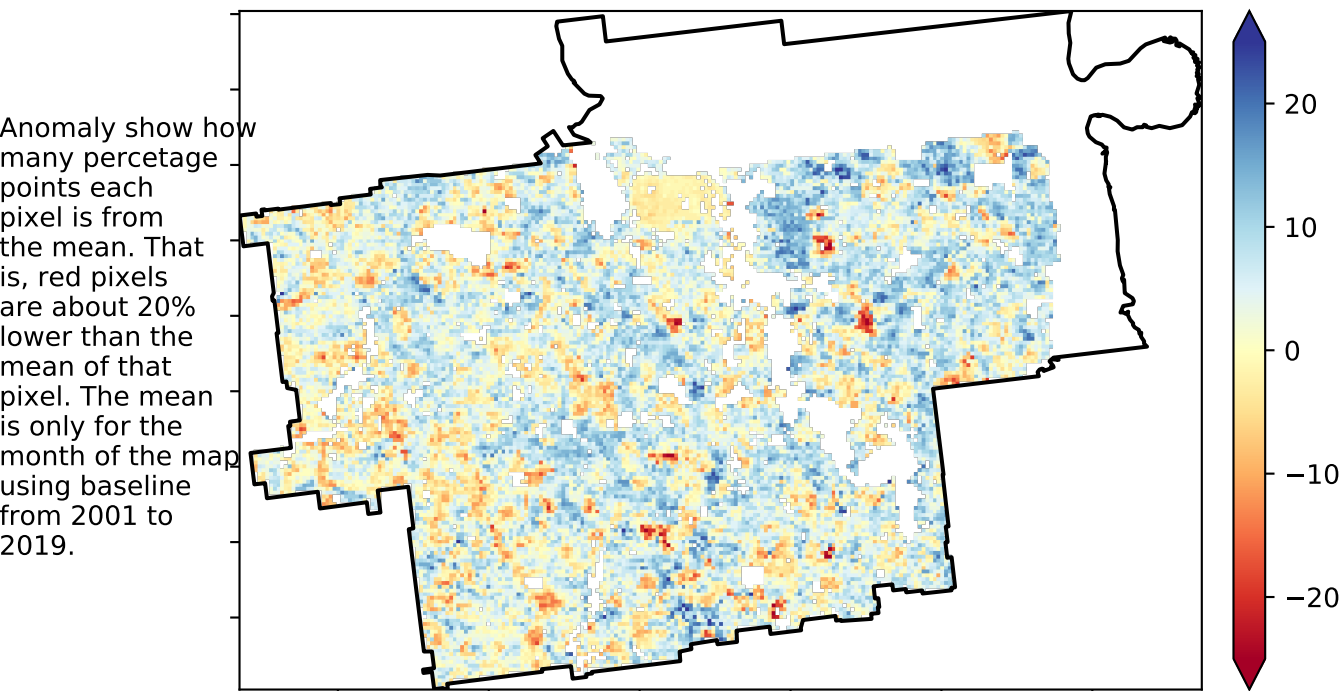 Anomaly show how
many percetage
points each
pixel is from
the mean. That
is, red pixels
are about 20%
lower than the
mean of that
pixel. The mean
is only for the
month of the map
using baseline
from 2001 to
2019.
20
10
0
−10
−20